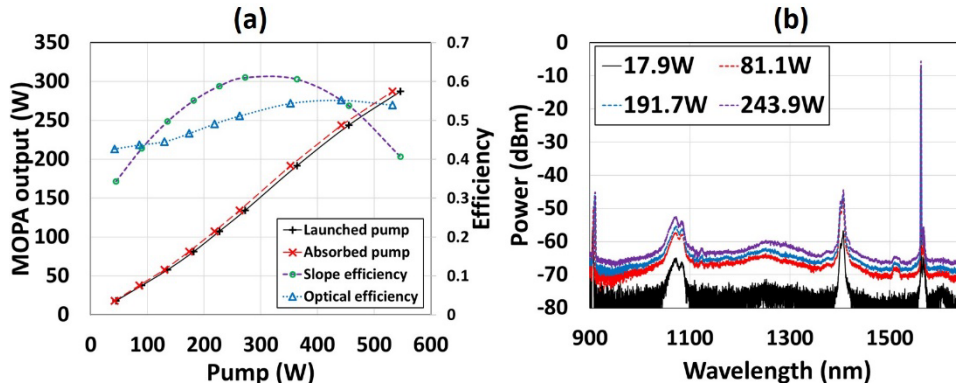 (a)
MOPA output (W)
350
300
250
200
150
100
50
0
0.7
0.6
0.5
0.4
0.3
0.2
0.1
0
Efficiency
Launched pump
Absorbed pump
Slope efficiency
Optical efficiency
0 100 200 300 400 500 600
Pump (W)
(b)
Power (dBm)
0
-10
-20
-30
-40
-50
-60
-70
-80
17.9W 81.1W
191.7W 243.9W
900 1100 1300 1500
Wavelength (nm)